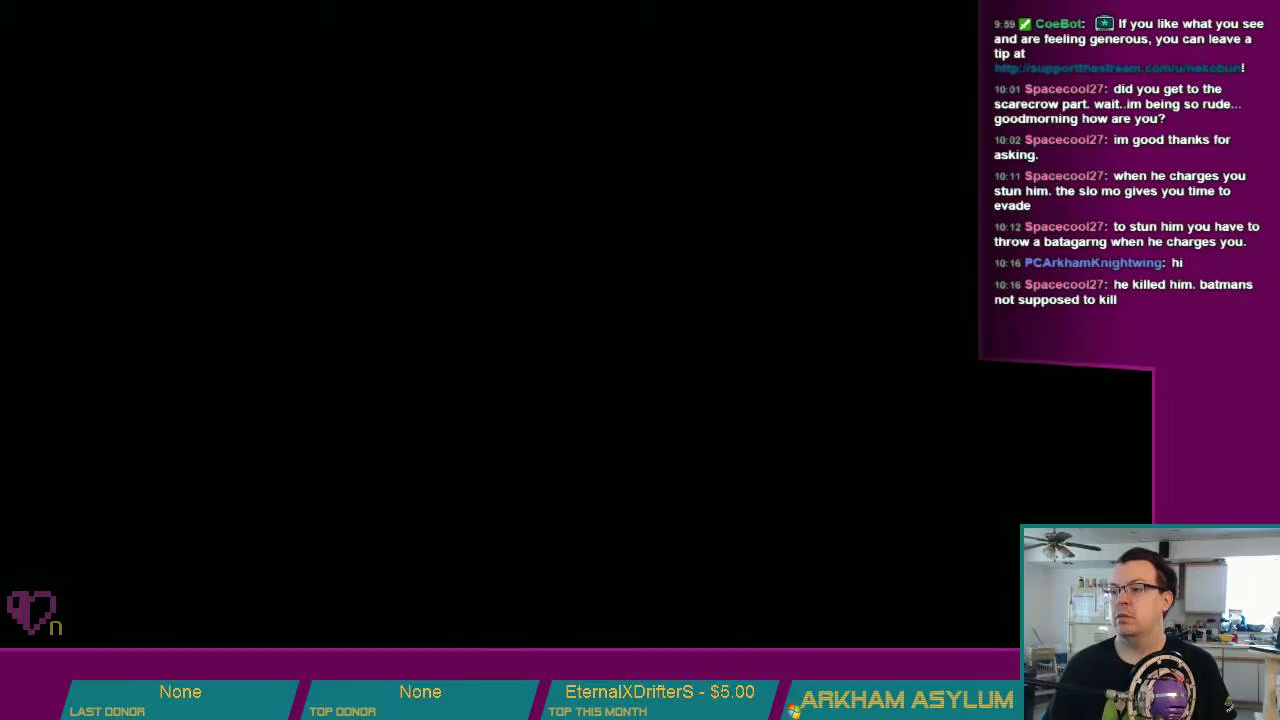 9:59 CoeBot: If you like what you see
and are feeling generous, you can leave a
tip at
http://supportthestream.com/u/nekobun!
10:01 Spacecool27: did you get to the
scarecrow part. wait..im being so rude...
goodmorning how are you?
10:02 Spacecool27: im good thanks for
asking.
10:11 Spacecool27: when he charges you
stun him. the slo mo gives you time to
evade
10:12 Spacecool27: to stun him you have to
throw a batagarng when he charges you.
10:16 PCArkhamKnightwing: hi
10:16 Spacecool27: he killed him. batmans
not supposed to kill
n
None
LAST DONOR
None
TOP DONOR
EternalXDrifterS - $5.00
TOP THIS MONTH
ARKHAM ASYLUM